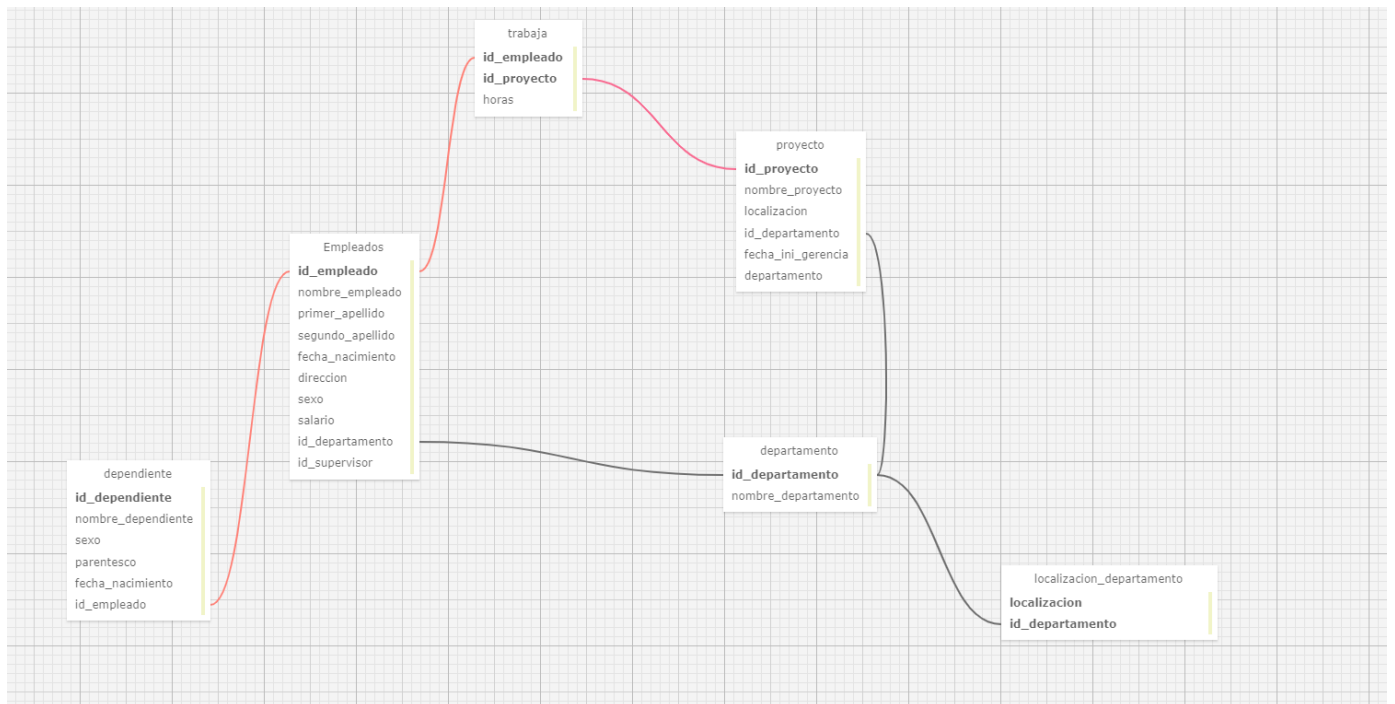 trabaja
id_empleado
id_proyecto
horas
proyecto
id_proyecto
nombre_proyecto
localizacion
id_departamento
fecha_ini_gerencia
departamento
Empleados
id_empleado
nombre_empleado
primer_apellido
segundo_apellido
fecha_nacimiento
direccion
sexo
salario
id_departamento
id_supervisor
departamento
id_departamento
nombre_departamento
dependiente
id_dependiente
nombre_dependiente
sexo
parentesco
fecha_nacimiento
id_empleado
localizacion_departamento
localizacion
id_departamento